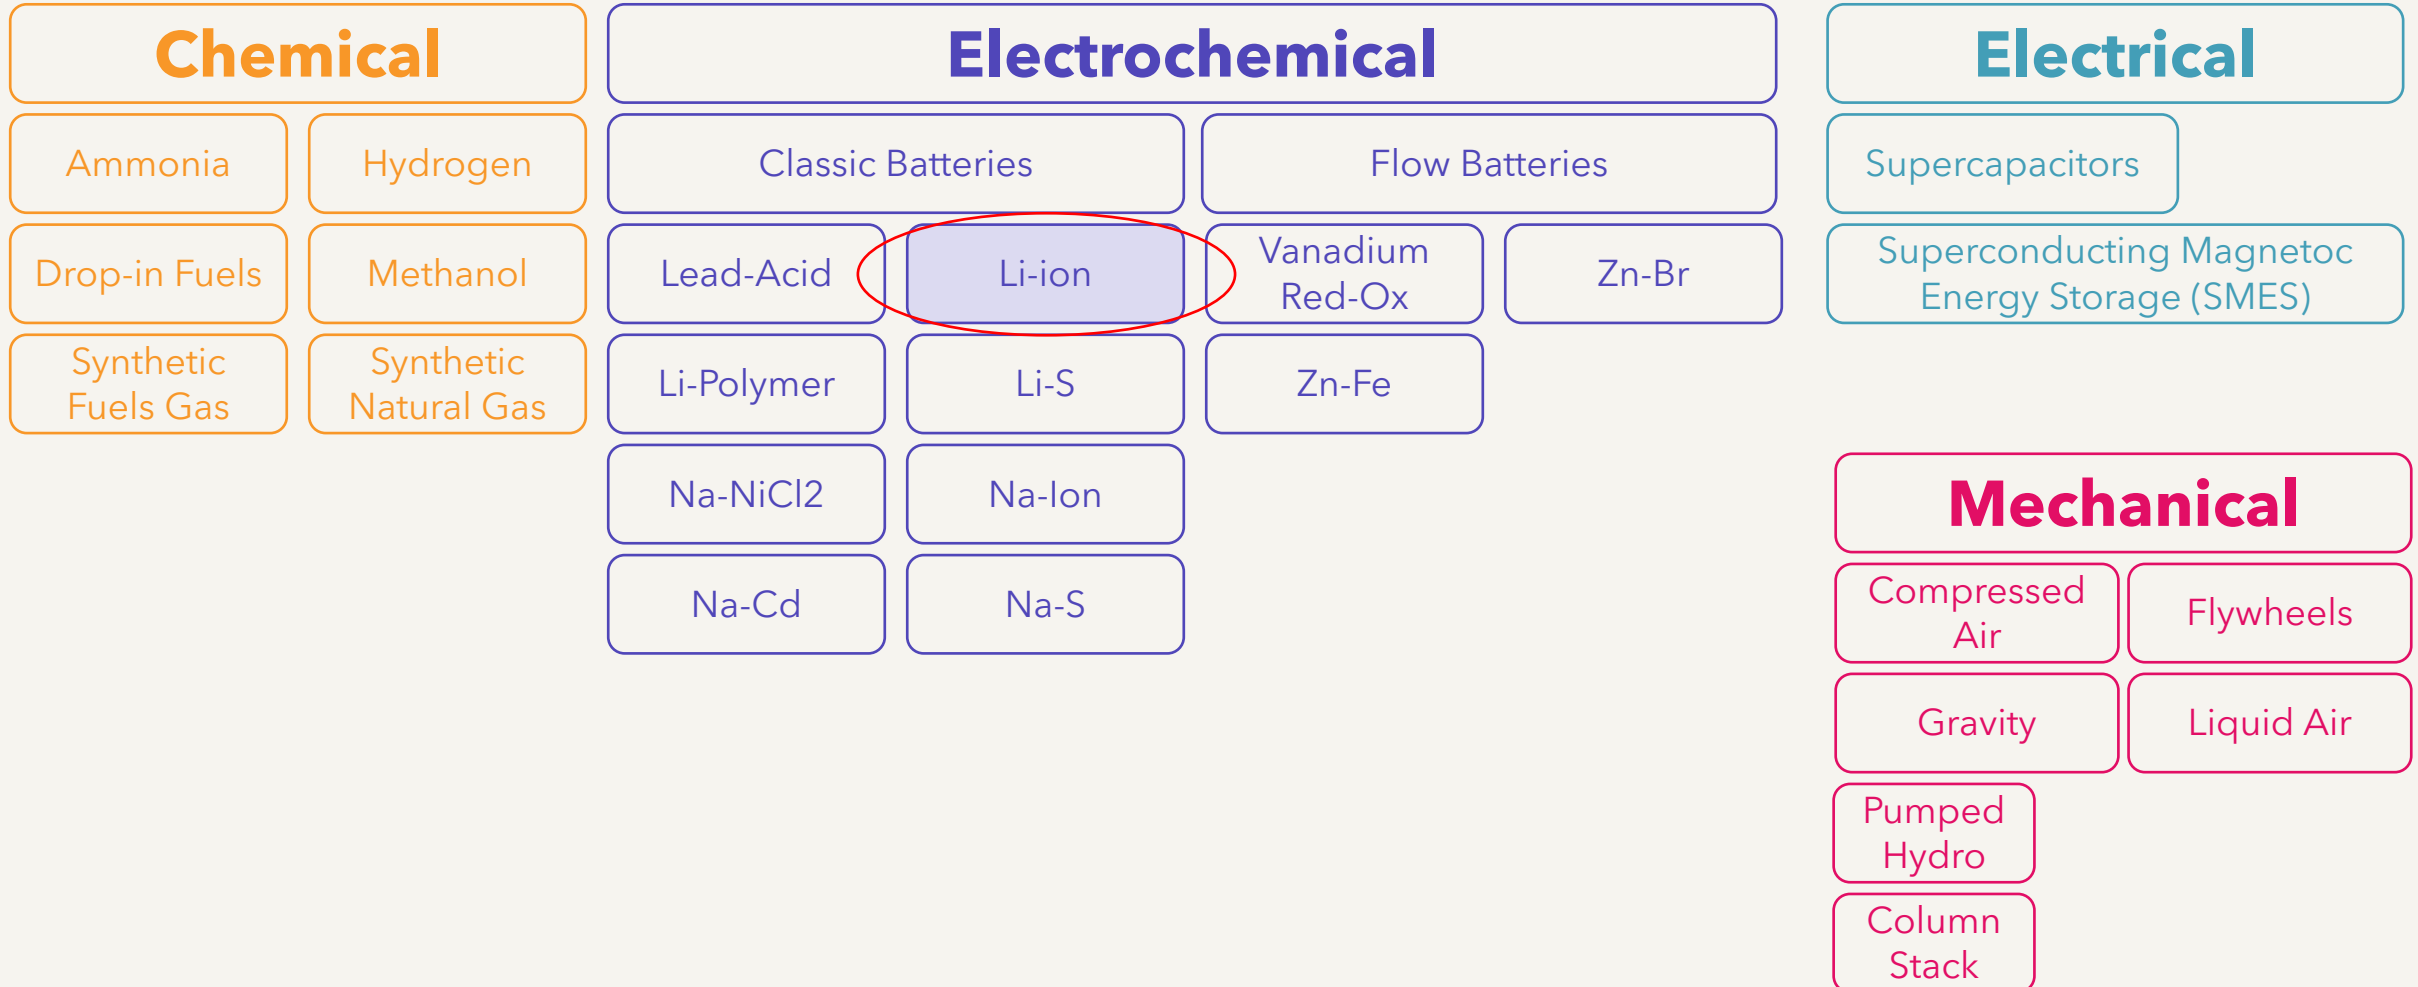 Chemical
Ammonia
Hydrogen
Drop-in Fuels
Methanol
Synthetic
Fuels Gas
Synthetic
Natural Gas
Electrochemical
Classic Batteries
Flow Batteries
Lead-Acid
Li-ion
Vanadium
Red-Ox
Zn-Br
Li-Polymer
Li-S
Zn-Fe
Na-NiCl2
Na-Ion
Na-Cd
Na-S
Electrical
Supercapacitors
Superconducting Magnetoc
Energy Storage (SMES)
Mechanical
Compressed
Air
Flywheels
Gravity
Liquid Air
Pumped
Hydro
Column
Stack